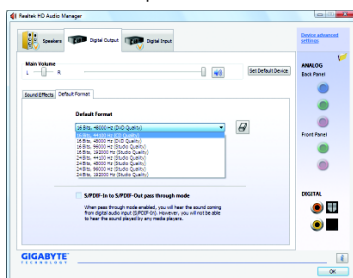 Realtek HD Audio Manager
Speakers
Digital Output
Digital Input
Device advanced settings
Main Volume
L
R
Set Default Device
ANALOG
Back Panel
Sound Effects
Default Format
Default Format
16 Bits, 48000 Hz (DVD Quality)
16 Bits, 44100 Hz (CD Quality)
16 Bits, 48000 Hz (DVD Quality)
16 Bits, 96000 Hz (Studio Quality)
16 Bits, 192000 Hz (Studio Quality)
24 Bits, 44100 Hz (Studio Quality)
24 Bits, 48000 Hz (Studio Quality)
24 Bits, 96000 Hz (Studio Quality)
24 Bits, 192000 Hz (Studio Quality)
Front Panel
S/PDIF-In to S/PDIF-Out pass through mode
When pass through mode enabled, you will hear the sound coming
from digital audio input (S/PDIF-In). However, you will not be able
to hear the sound played by any media players.
DIGITAL
GIGABYTE
TECHNOLOGY
OK